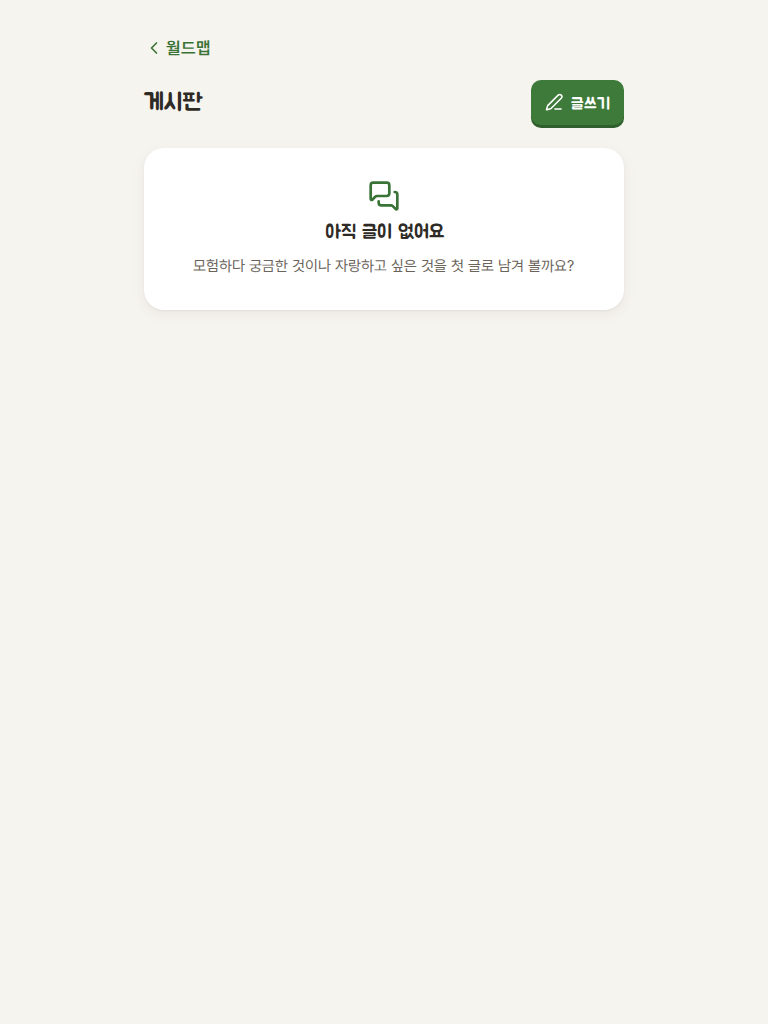 월드맵
게시판
글쓰기
아직 글이 없어요
모험하다 궁금한 것이나 자랑하고 싶은 것을 첫 글로 남겨 볼까요?